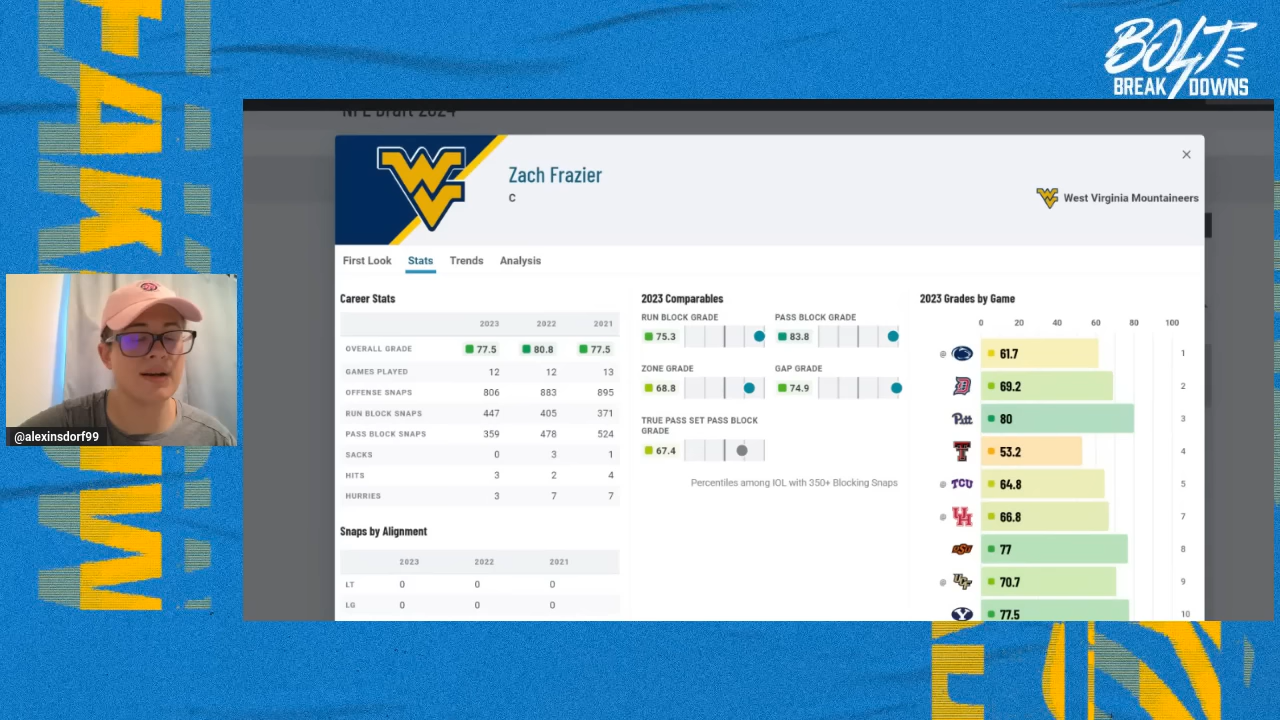 BOLT
BREAK DOWNS
NFL Draft 2024
Zach Frazier
C
West Virginia Mountaineers
First Look Stats Trends Analysis
Career Stats
2023 2022 2021
OVERALL GRADE 77.5 80.8 77.5
GAMES PLAYED 12 12 13
OFFENSE SNAPS 806 883 895
RUN BLOCK SNAPS 447 405 371
PASS BLOCK SNAPS 359 478 524
SACKS 0 3 1
HITS 3 2 4
HURRIES 3 7 7
Snaps by Alignment
2023 2022 2021
LT 0 0 0
LG 0 0 0
2023 Comparables
RUN BLOCK GRADE PASS BLOCK GRADE
75.3 83.8
ZONE GRADE GAP GRADE
68.8 74.9
TRUE PASS SET PASS BLOCK
GRADE
67.4
Percentiles among IOL with 350+ Blocking Snaps
2023 Grades by Game
0 20 40 60 80 100
@ 61.7 1
D 69.2 2
Pitt 80 3
T 53.2 4
@ TCU 64.8 5
@ UH 66.8 7
OSU 77 8
@ UCF 70.7 9
Y 77.5 10
WV
@alexinsdorf99